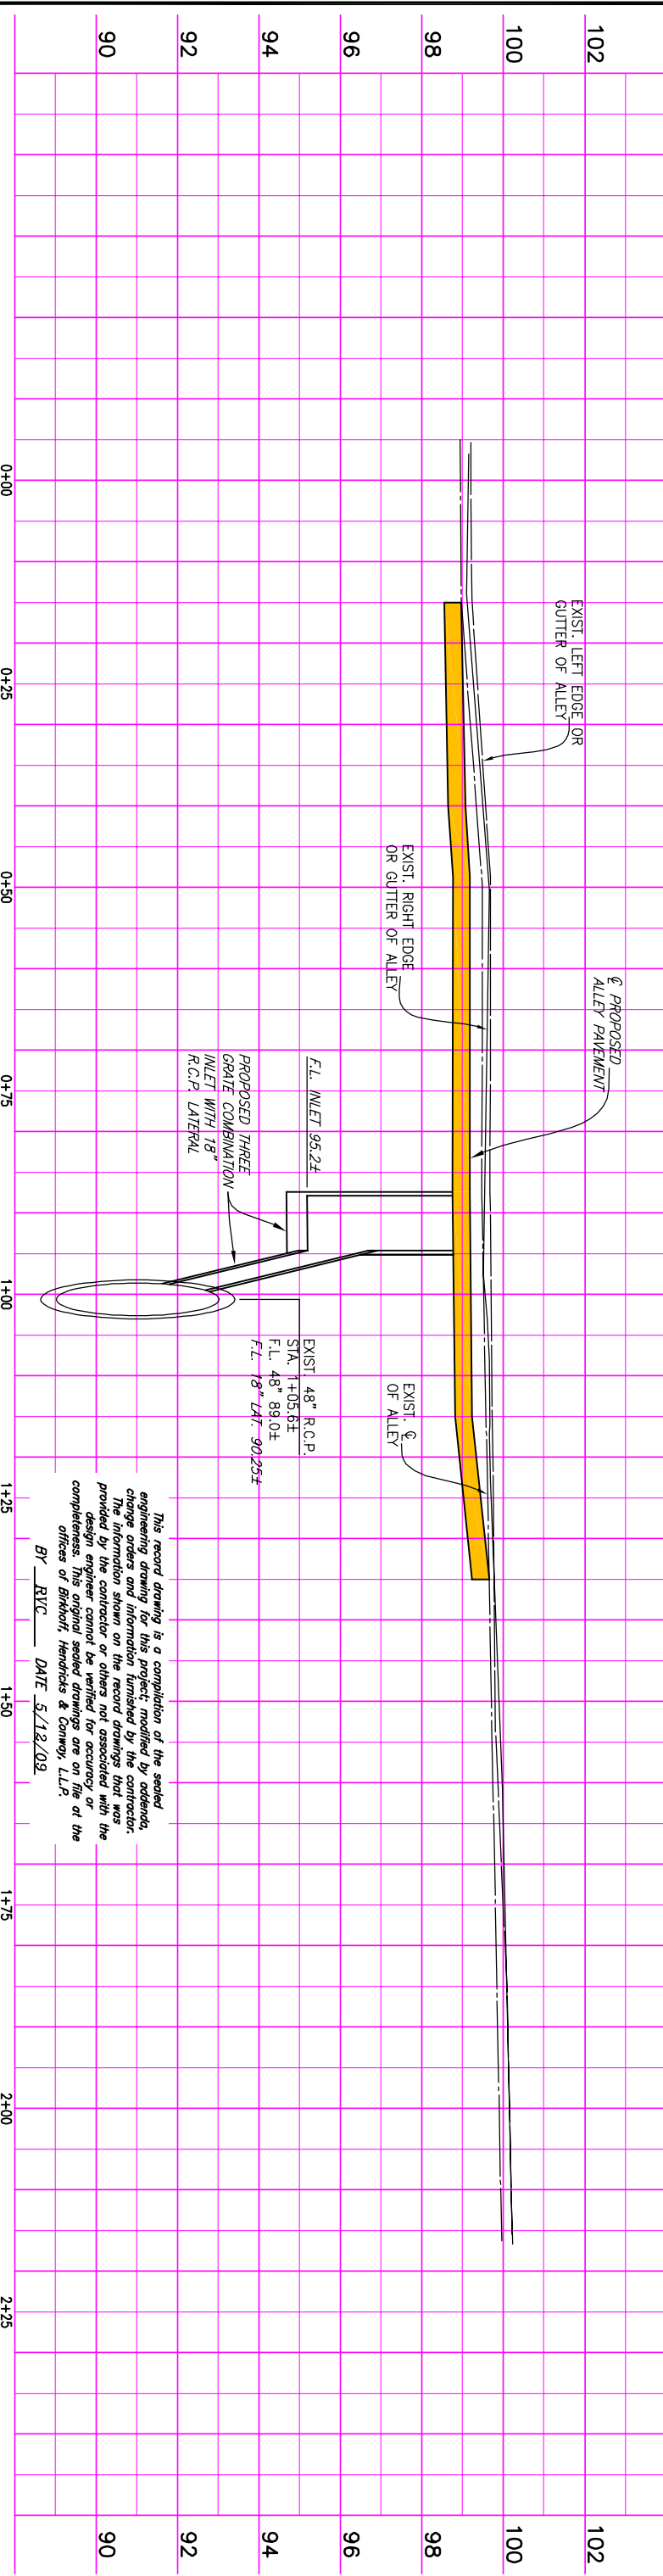 102
100
98
96
94
92
90
EXIST. LEFT EDGE OR
GUTTER OF ALLEY
EXIST. RIGHT EDGE
OR GUTTER OF ALLEY
℄ PROPOSED
ALLEY PAVEMENT
F.L. INLET 95.2±
PROPOSED THREE
GRATE COMBINATION
INLET WITH 18"
R.C.P. LATERAL
EXIST. 48" R.C.P.
STA. 1+05.6±
F.L. 48" 89.0±
F.L. 18" LAT. 90.25±
EXIST. ℄
OF ALLEY
This record drawing is a compilation of the sealed
engineering drawing for this project; modified by addenda,
change orders and information furnished by the contractor.
The information shown on the record drawings that was
provided by the contractor or others not associated with the
design engineer cannot be verified for accuracy or
completeness. This original sealed drawings are on file at the
offices of Birkhoff, Hendricks & Conway, L.L.P.
BY RVC DATE 5/12/09
102
100
98
96
94
92
90
0+00
0+25
0+50
0+75
1+00
1+25
1+50
1+75
2+00
2+25